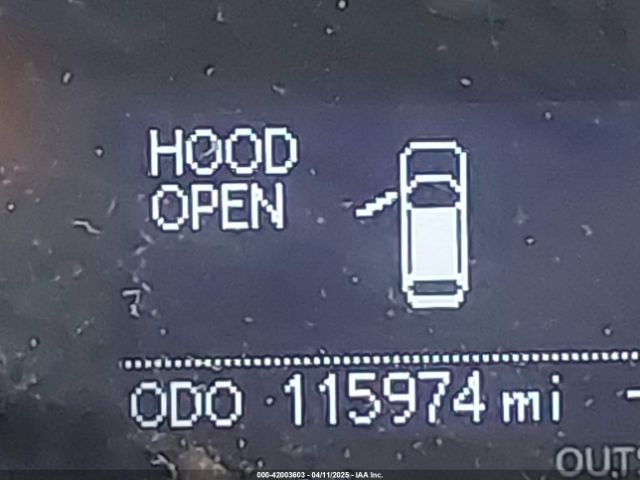 HOOD
OPEN
ODO 115974 mi
000-42003603 - 04/11/2025 - IAA Inc.